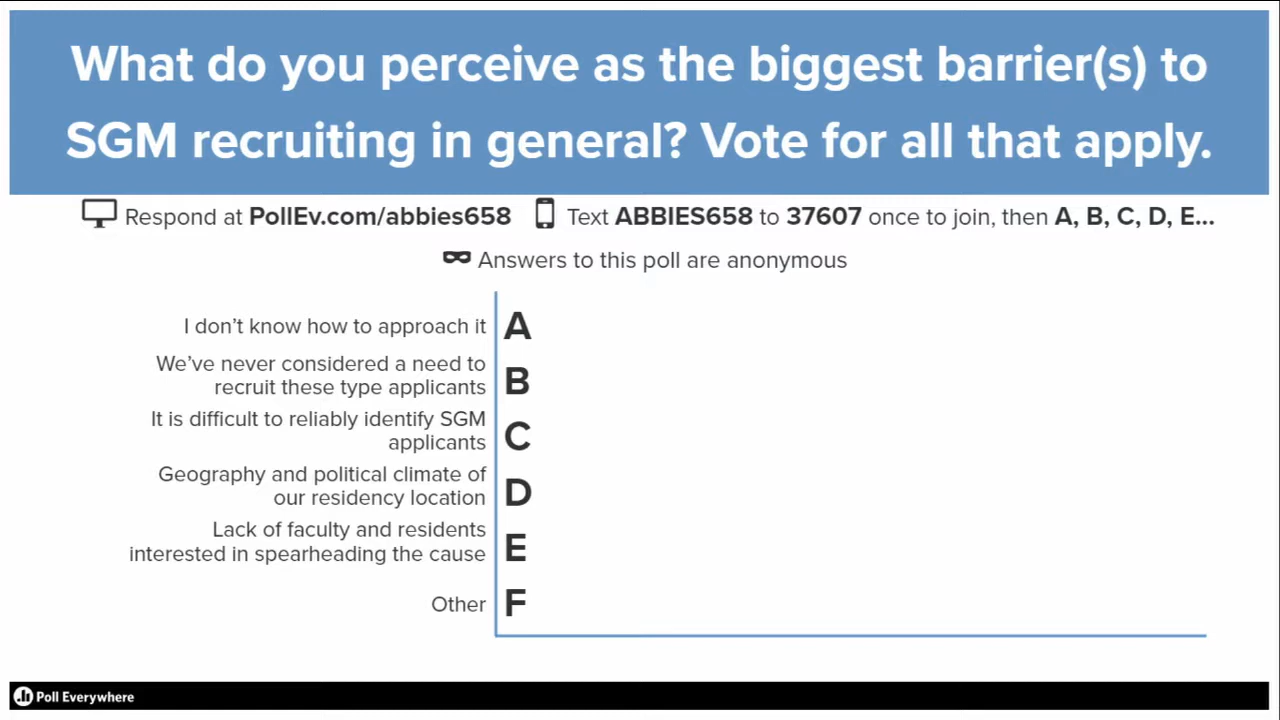 What do you perceive as the biggest barrier(s) to
SGM recruiting in general? Vote for all that apply.
Respond at PollEv.com/abbies658 Text ABBIES658 to 37607 once to join, then A, B, C, D, E...
Answers to this poll are anonymous
I don’t know how to approach it A
We’ve never considered a need to
recruit these type applicants B
It is difficult to reliably identify SGM
applicants C
Geography and political climate of
our residency location D
Lack of faculty and residents
interested in spearheading the cause E
Other F
Poll Everywhere